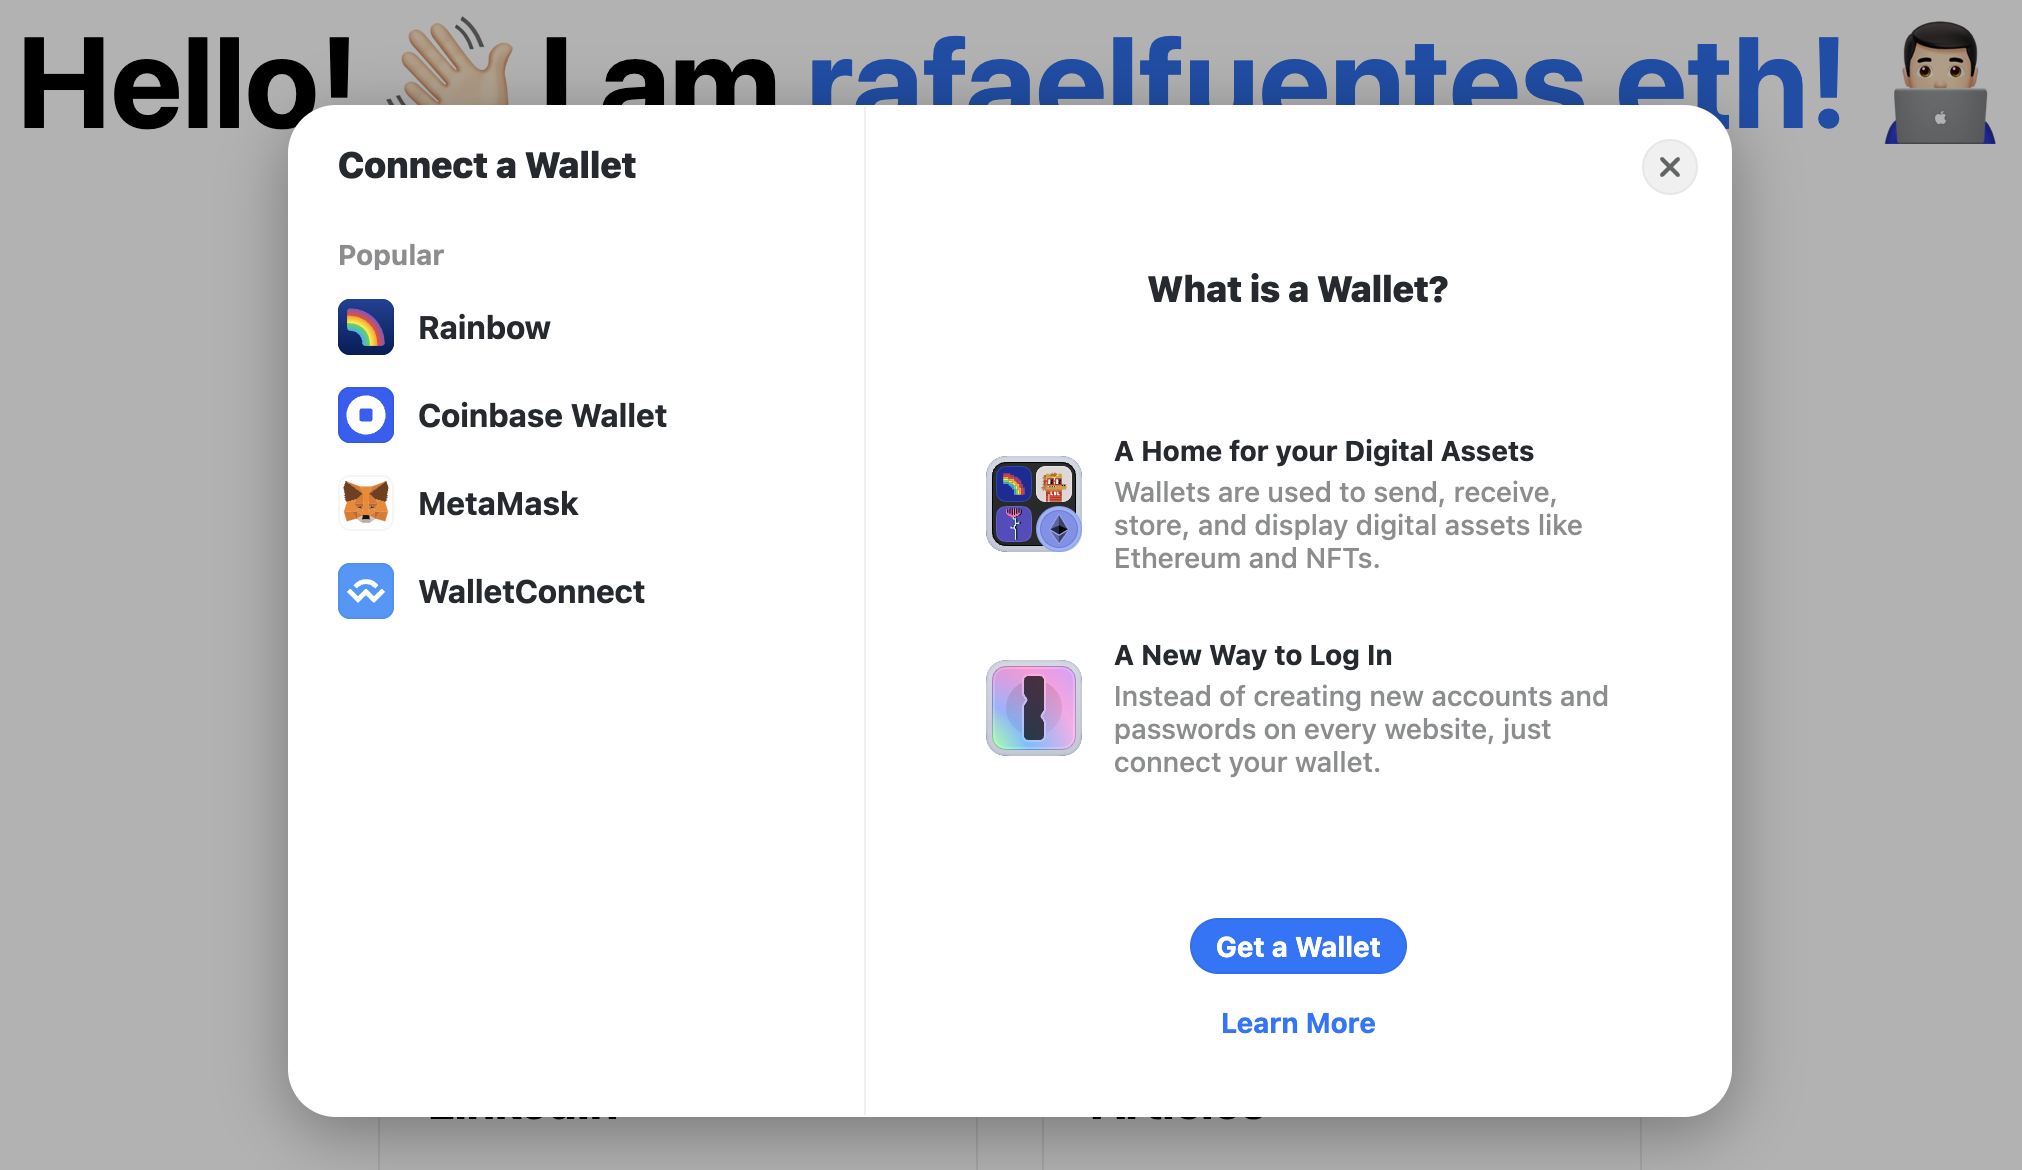 Hello! 👋🏻 I am rafaelfuentes.eth! 👨🏻‍💻
Connect a Wallet
Popular
Rainbow
Coinbase Wallet
MetaMask
WalletConnect
What is a Wallet?
A Home for your Digital Assets
Wallets are used to send, receive,
store, and display digital assets like
Ethereum and NFTs.
A New Way to Log In
Instead of creating new accounts and
passwords on every website, just
connect your wallet.
Get a Wallet
Learn More
LinkedIn
Articles